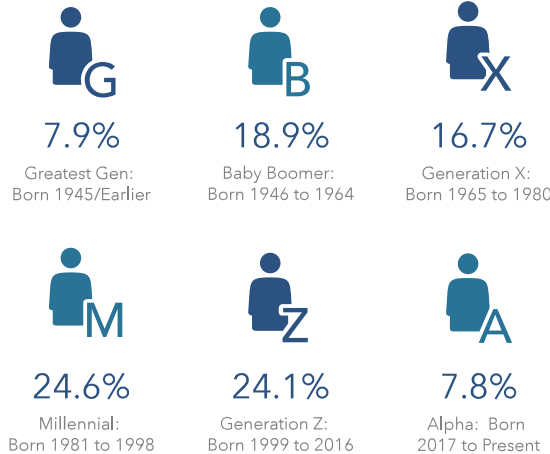 G
B
X
7.9%
18.9%
16.7%
Greatest Gen:
Born 1945/Earlier
Baby Boomer:
Born 1946 to 1964
Generation X:
Born 1965 to 1980
M
Z
A
24.6%
24.1%
7.8%
Millennial:
Born 1981 to 1998
Generation Z:
Born 1999 to 2016
Alpha: Born
2017 to Present